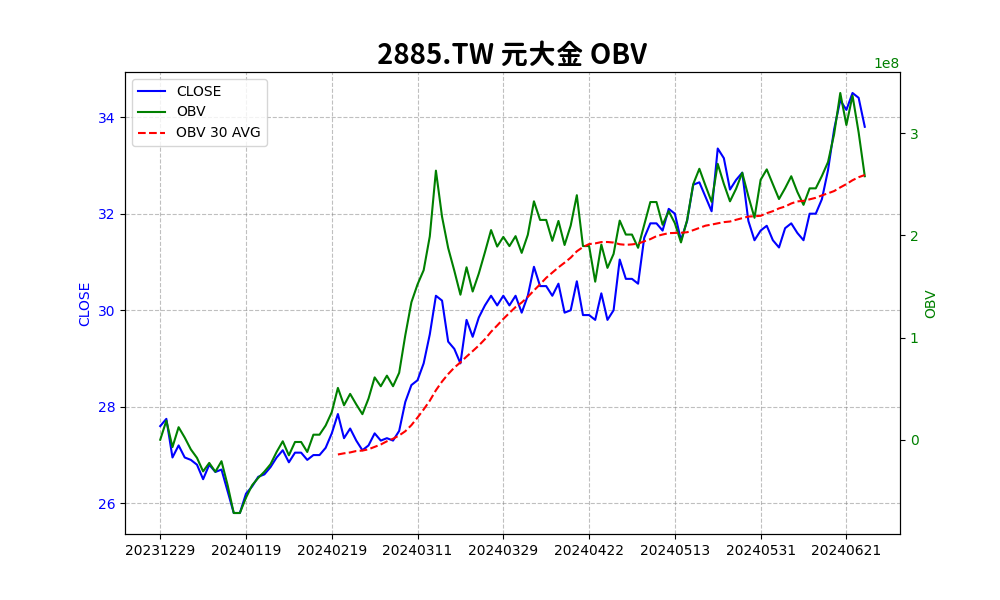 2885.TW 元大金 OBV
1e8
CLOSE
OBV
OBV 30 AVG
34
32
30
28
26
CLOSE
3
2
1
0
OBV
20231229 20240119 20240219 20240311 20240329 20240422 20240513 20240531 20240621